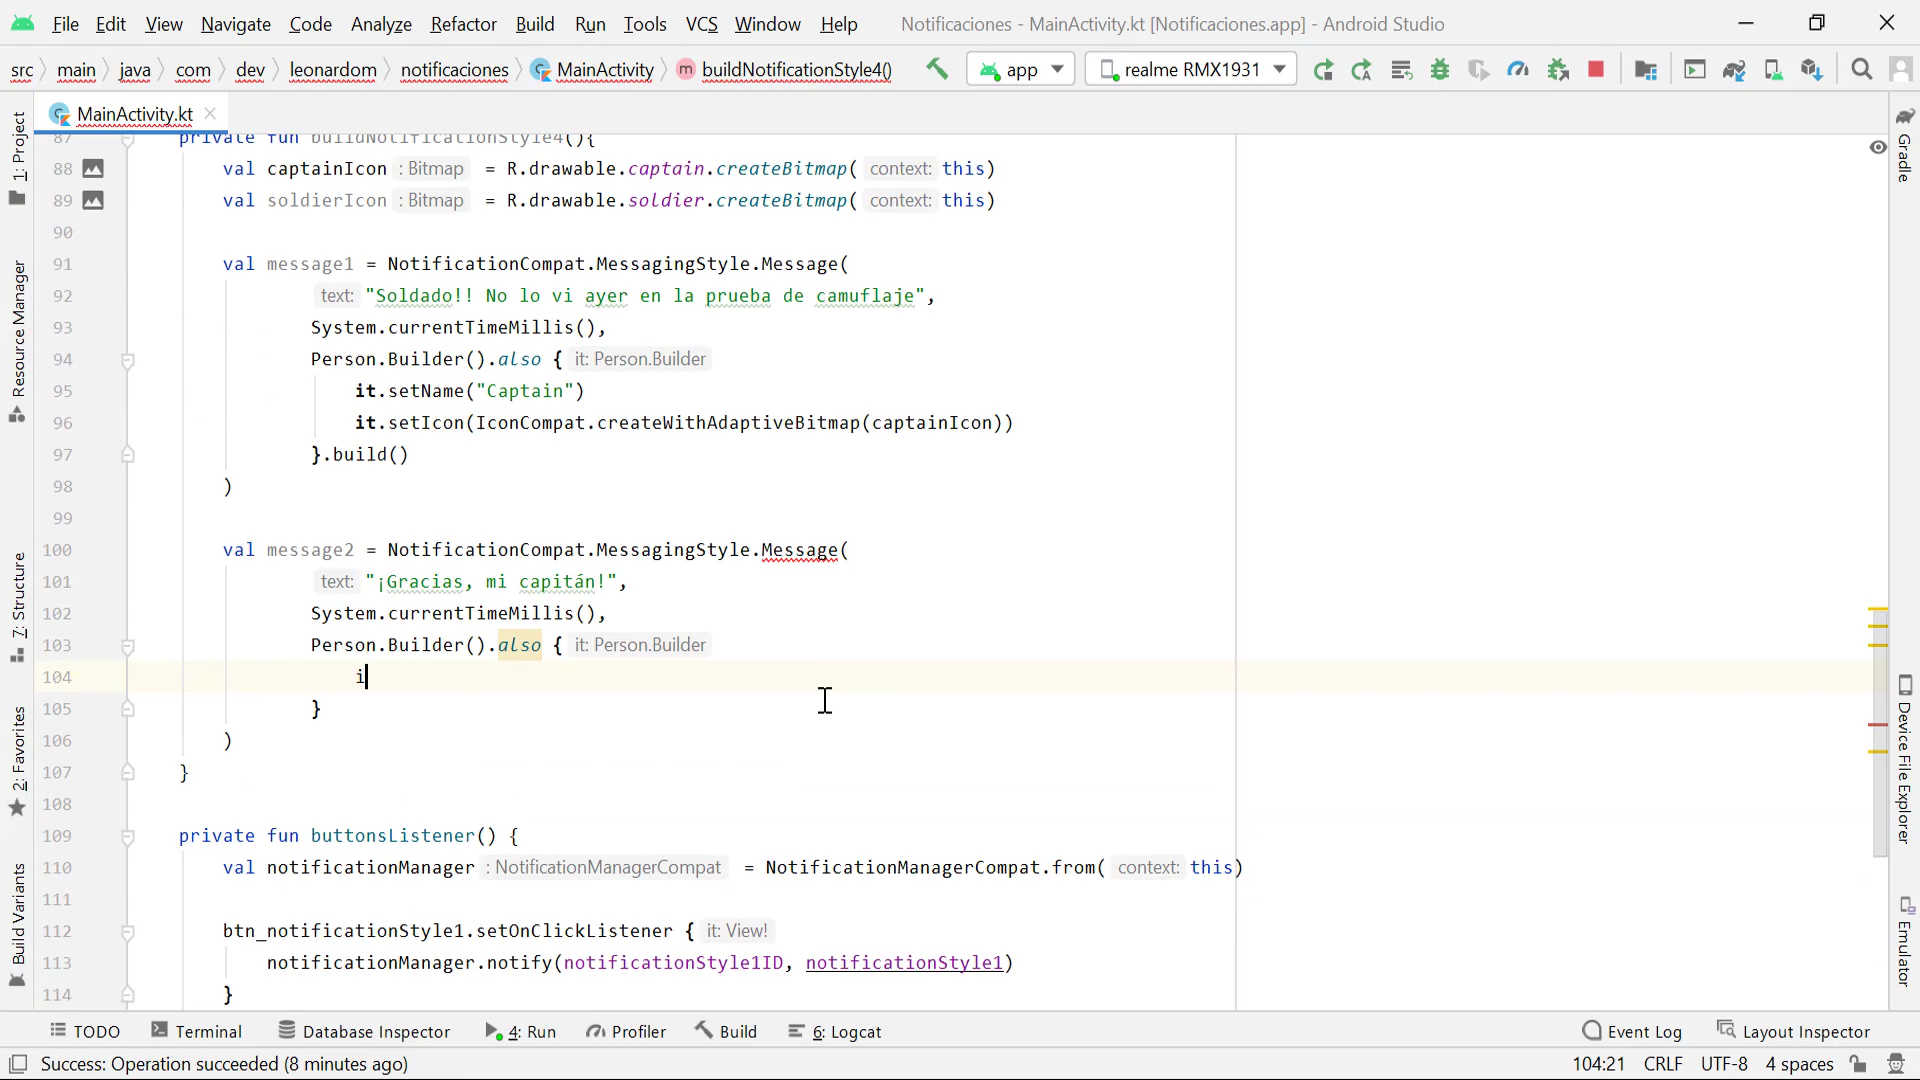 File Edit View Navigate Code Analyze Refactor Build Run Tools VCS Window Help Notificaciones - MainActivity.kt [Notificaciones.app] - Android Studio
src main java com dev leonardom notificaciones MainActivity m buildNotificationStyle4() app realme RMX1931
MainActivity.kt
87 private fun buildNotificationStyle4(){
88 val captainIcon : Bitmap = R.drawable.captain.createBitmap( context: this)
89 val soldierIcon : Bitmap = R.drawable.soldier.createBitmap( context: this)
90
91 val message1 = NotificationCompat.MessagingStyle.Message(
92 text: "Soldado!! No lo vi ayer en la prueba de camuflaje",
93 System.currentTimeMillis(),
94 Person.Builder().also { it: Person.Builder
95 it.setName("Captain")
96 it.setIcon(IconCompat.createWithAdaptiveBitmap(captainIcon))
97 }.build()
98 )
99
100 val message2 = NotificationCompat.MessagingStyle.Message(
101 text: "¡Gracias, mi capitán!",
102 System.currentTimeMillis(),
103 Person.Builder().also { it: Person.Builder
104 i
105 }
106 )
107 }
108
109 private fun buttonsListener() {
110 val notificationManager : NotificationManagerCompat = NotificationManagerCompat.from( context: this)
111
112 btn_notificationStyle1.setOnClickListener { it: View!
113 notificationManager.notify(notificationStyle1ID, notificationStyle1)
114 }
1: Project
Resource Manager
7: Structure
2: Favorites
Build Variants
Gradle
Device File Explorer
Emulator
TODO Terminal Database Inspector 4: Run Profiler Build 6: Logcat Event Log Layout Inspector
Success: Operation succeeded (8 minutes ago) 104:21 CRLF UTF-8 4 spaces